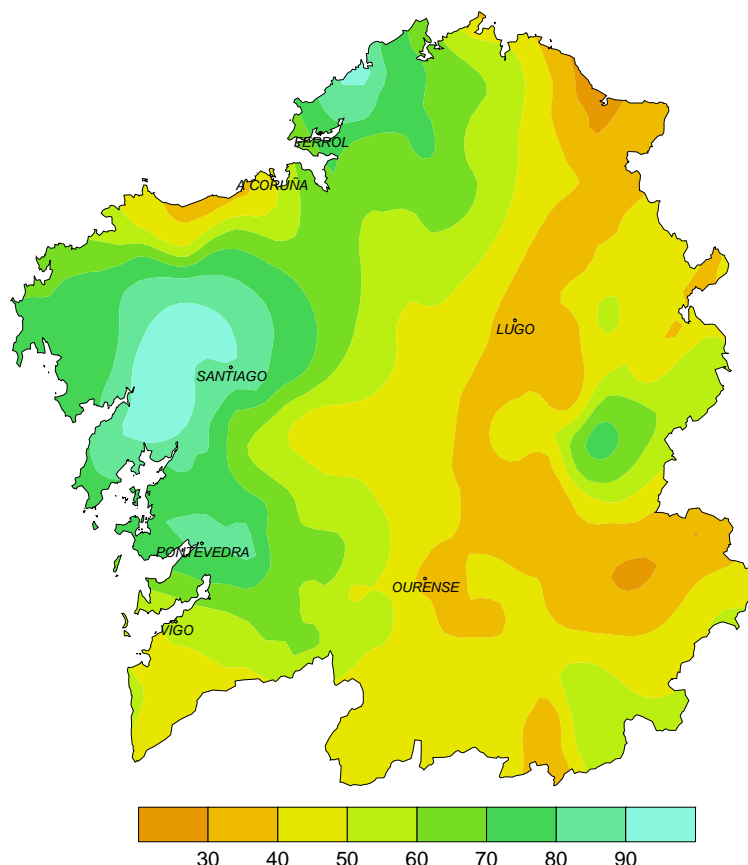 FERROL
A CORUÑA
LUGO
SANTIAGO
PONTEVEDRA
OURENSE
VIGO
30 40 50 60 70 80 90